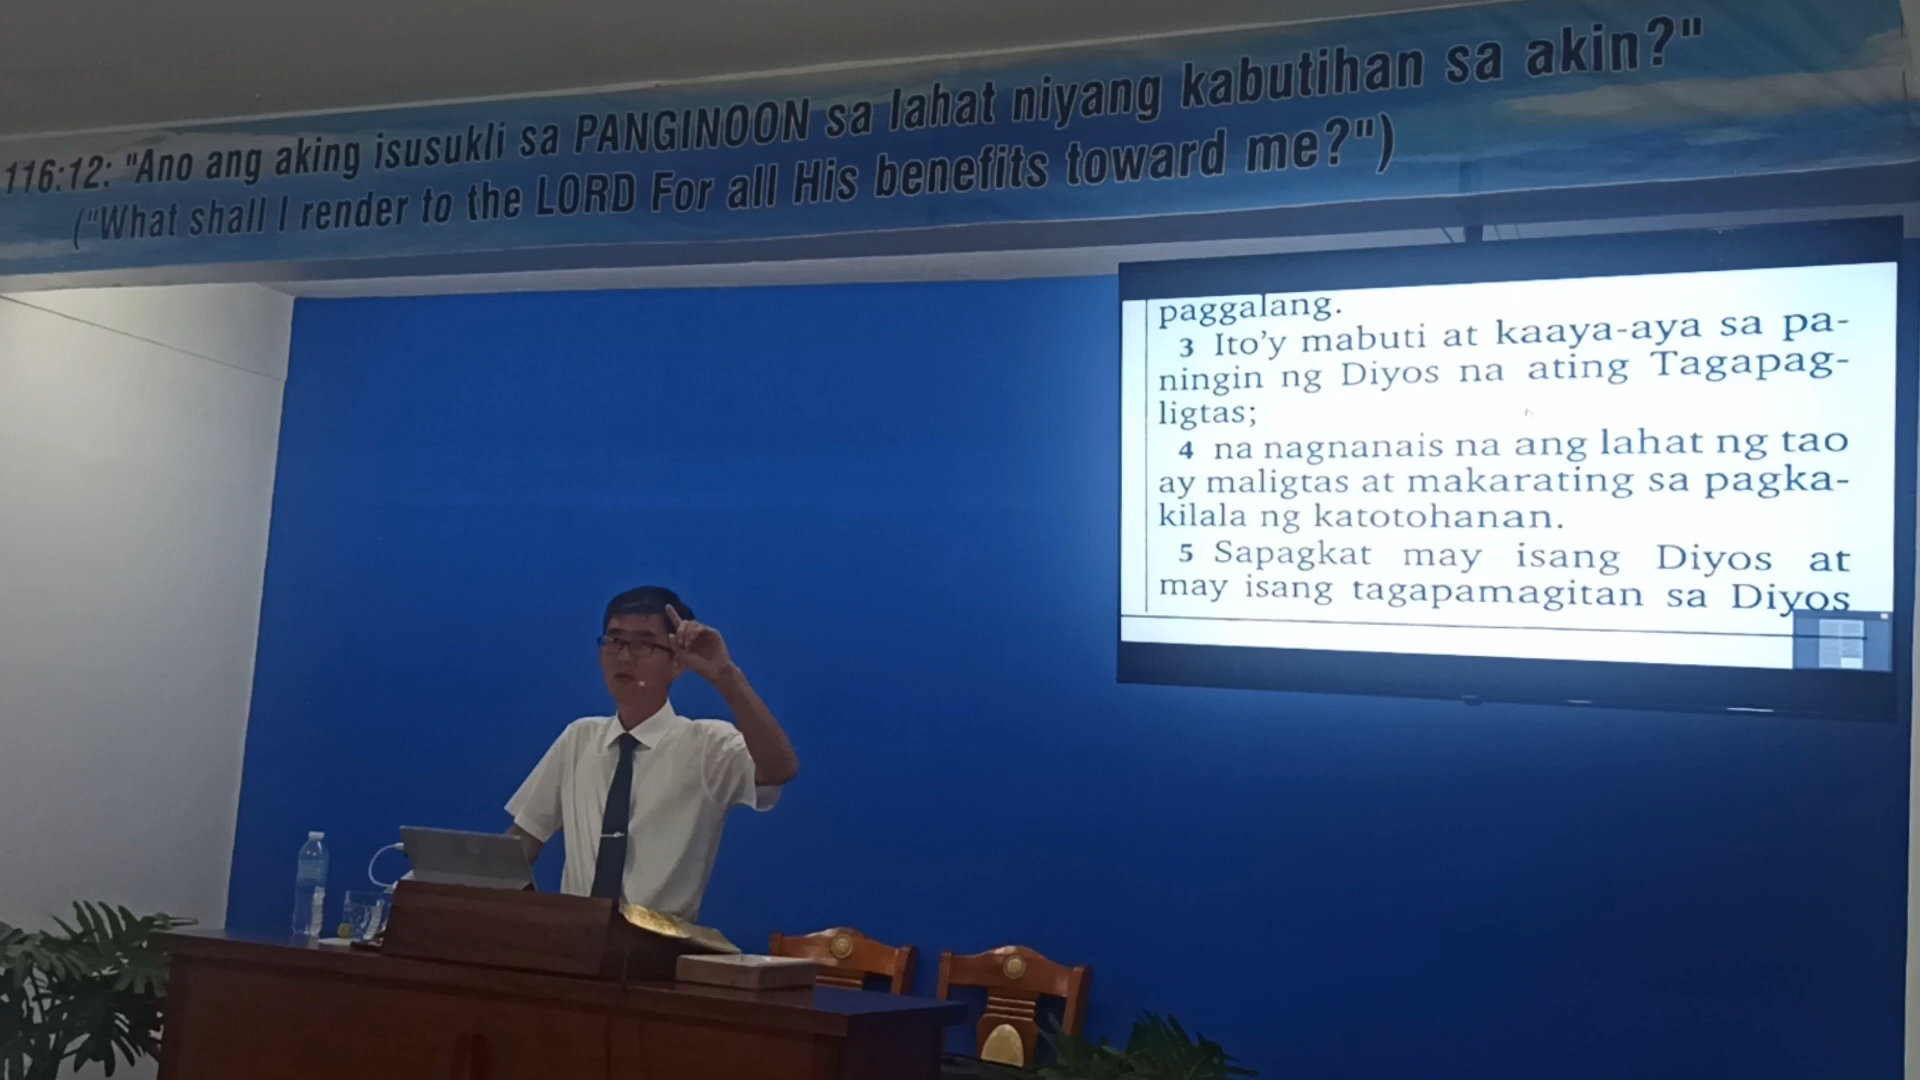 116:12: "Ano ang aking isusukli sa PANGINOON sa lahat niyang kabutihan sa akin?"
("What shall I render to the LORD For all His benefits toward me?")
paggalang.
3 Ito'y mabuti at kaaya-aya sa pa-
ningin ng Diyos na ating Tagapag-
ligtas;
4 na nagnanais na ang lahat ng tao
ay maligtas at makarating sa pagka-
kilala ng katotohanan.
5 Sapagkat may isang Diyos at
may isang tagapamagitan sa Diyos